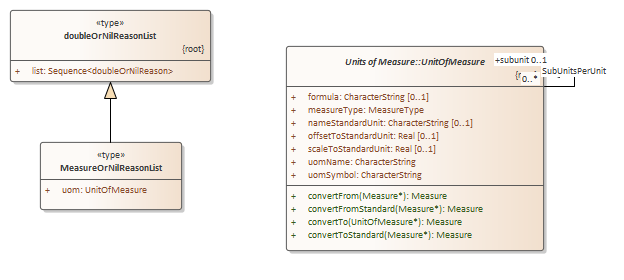 «type»
doubleOrNilReasonList
{root}
+ list: Sequence<doubleOrNilReason>
«type»
MeasureOrNilReasonList
+ uom: UnitOfMeasure
Units of Measure::UnitOfMeasure
+subunit 0..1
SubUnitsPerUnit
0..*
+ formula: CharacterString [0..1]
+ measureType: MeasureType
+ nameStandardUnit: CharacterString [0..1]
+ offsetToStandardUnit: Real [0..1]
+ scaleToStandardUnit: Real [0..1]
+ uomName: CharacterString
+ uomSymbol: CharacterString
+ convertFrom(Measure*): Measure
+ convertFromStandard(Measure*): Measure
+ convertTo(UnitOfMeasure*): Measure
+ convertToStandard(Measure*): Measure